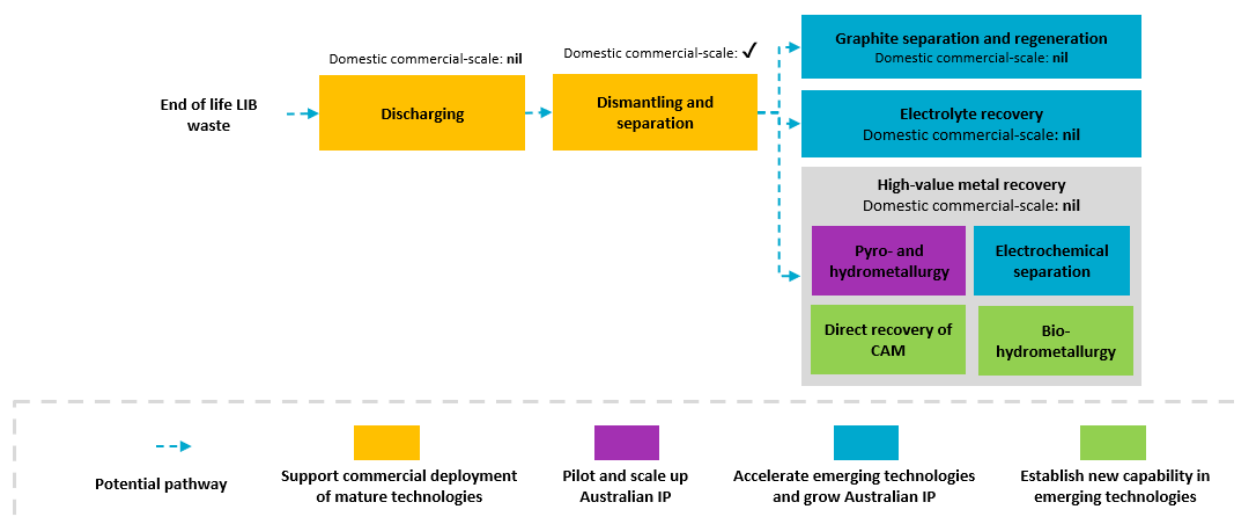 End of life LIB
waste
Domestic commercial-scale: nil
Discharging
Domestic commercial-scale: ✓
Dismantling and
separation
Graphite separation and regeneration
Domestic commercial-scale: nil
Electrolyte recovery
Domestic commercial-scale: nil
High-value metal recovery
Domestic commercial-scale: nil
Pyro- and
hydrometallurgy
Electrochemical
separation
Direct recovery of
CAM
Bio-
hydrometallurgy
Potential pathway
Support commercial deployment
of mature technologies
Pilot and scale up
Australian IP
Accelerate emerging technologies
and grow Australian IP
Establish new capability in
emerging technologies